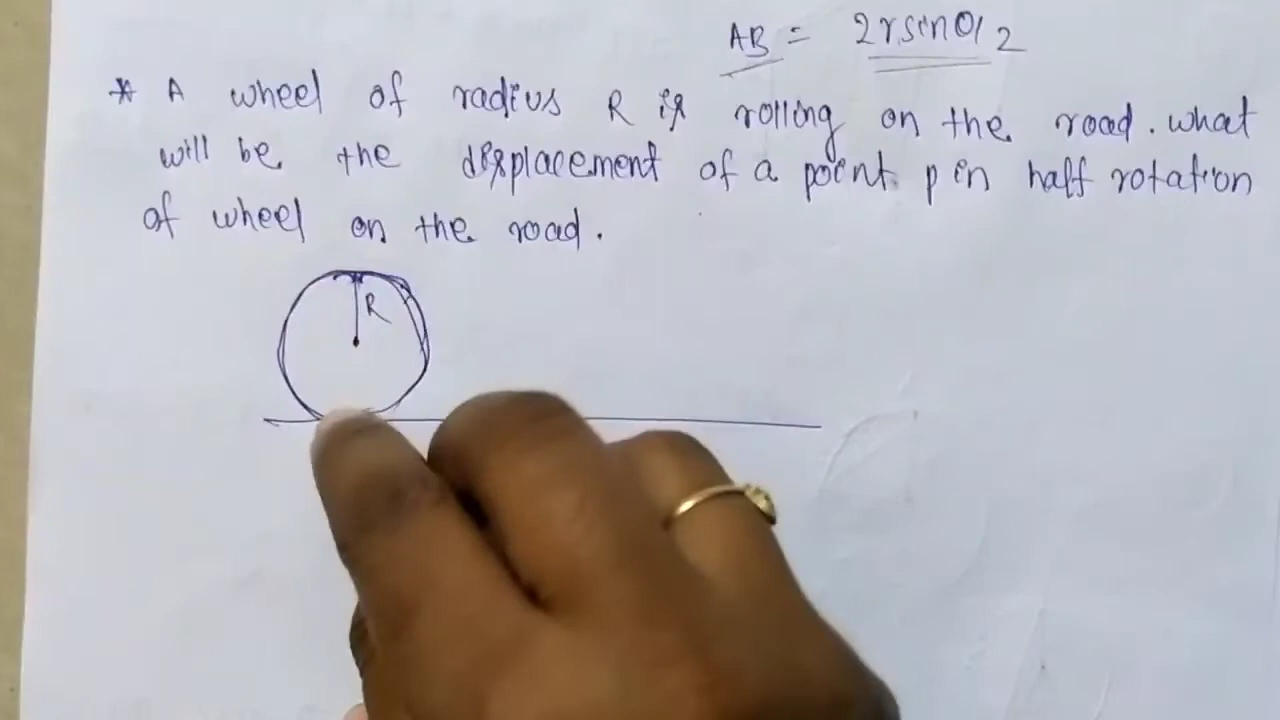 AB = 2rsinθ/2
* A wheel of radius R is rolling on the road. what
will be the displacement of a point p in half rotation
of wheel on the road.
R